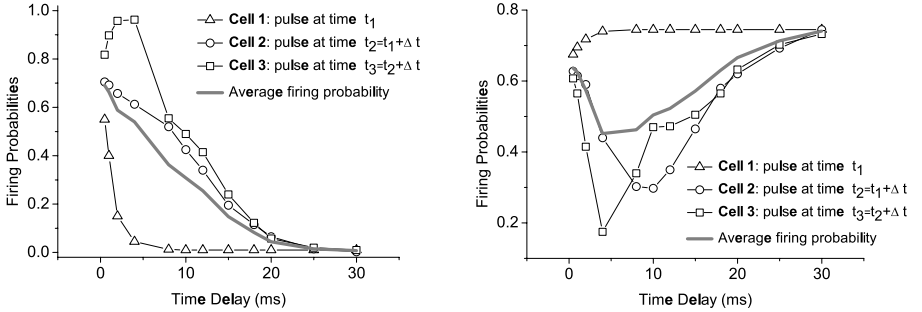 1.0
0.8
0.6
0.4
0.2
0.0
Firing Probabilities
Cell 1: pulse at time t1
Cell 2: pulse at time t2=t1+Δ t
Cell 3: pulse at time t3=t2+Δ t
Average firing probability
0 10 20 30
Time Delay (ms)
0.8
0.6
0.4
0.2
Firing Probabilities
Cell 1: pulse at time t1
Cell 2: pulse at time t2=t1+Δ t
Cell 3: pulse at time t3=t2+Δ t
Average firing probability
0 10 20 30
Time Delay (ms)